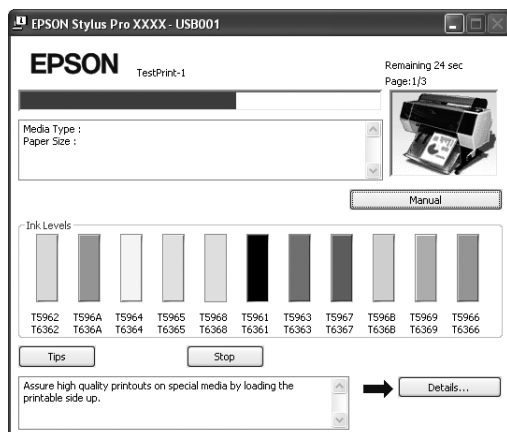 EPSON Stylus Pro XXXX - USB001
EPSON
TestPrint-1
Remaining 24 sec
Page:1/3
Media Type :
Paper Size :
Manual
Ink Levels
T5962 T596A T5964 T5965 T5968 T5961 T5963 T5967 T596B T5969 T5966
T6362 T636A T6364 T6365 T6368 T6361 T6363 T6367 T636B T6369 T6366
Tips
Stop
Assure high quality printouts on special media by loading the
printable side up.
Details...